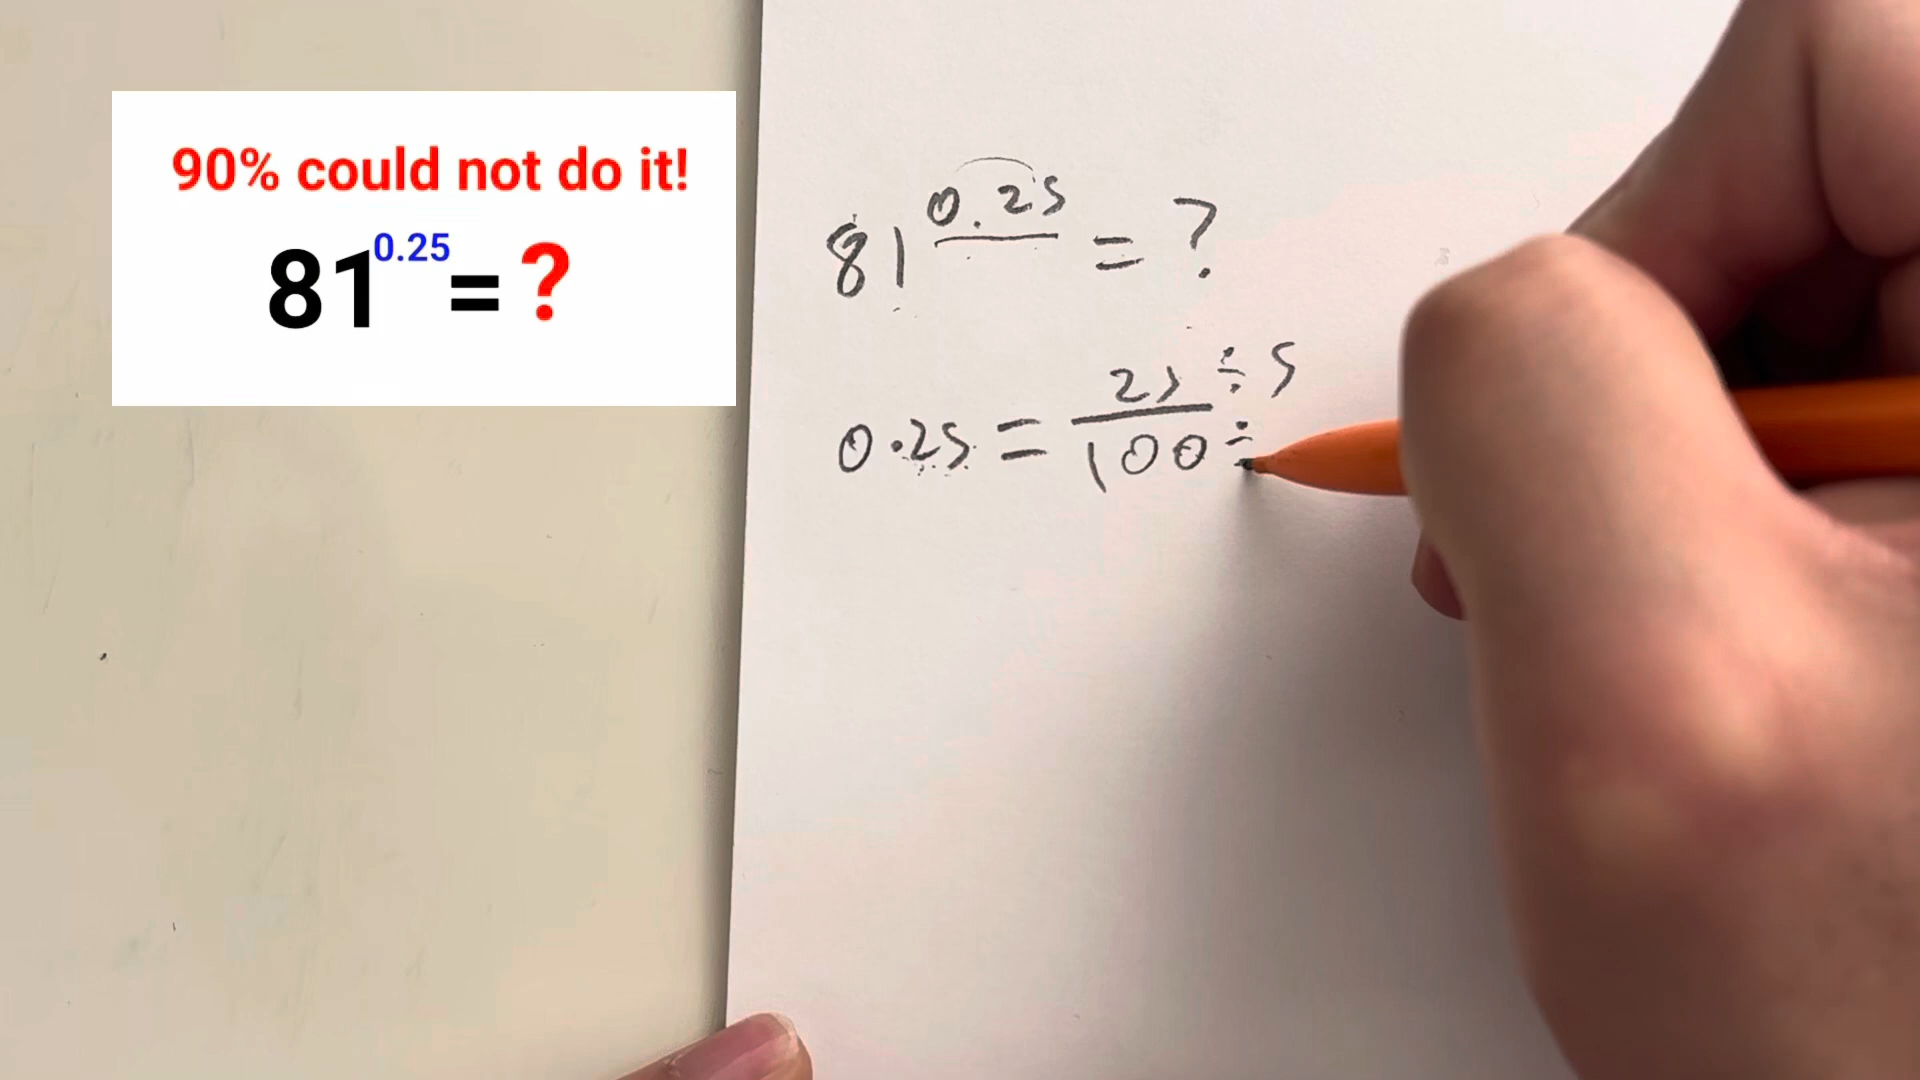 90% could not do it!
81^0.25 = ?
81^0.25 = ?
0.25 = 25 ÷ 5
100 ÷